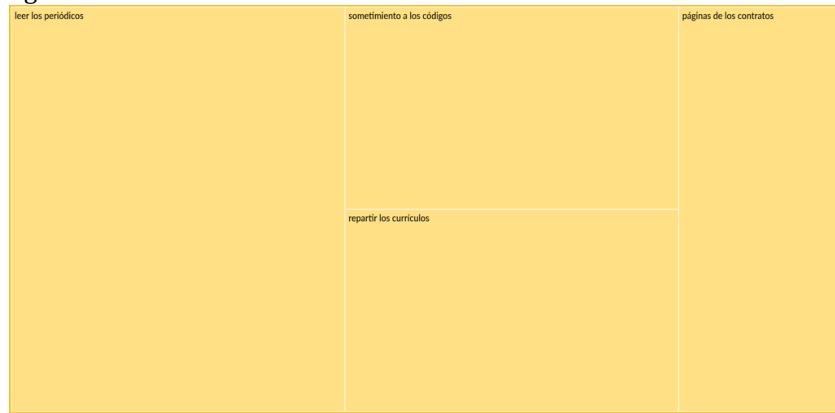 leer los periódicos
sometimiento a los códigos
páginas de los contratos
repartir los currículos